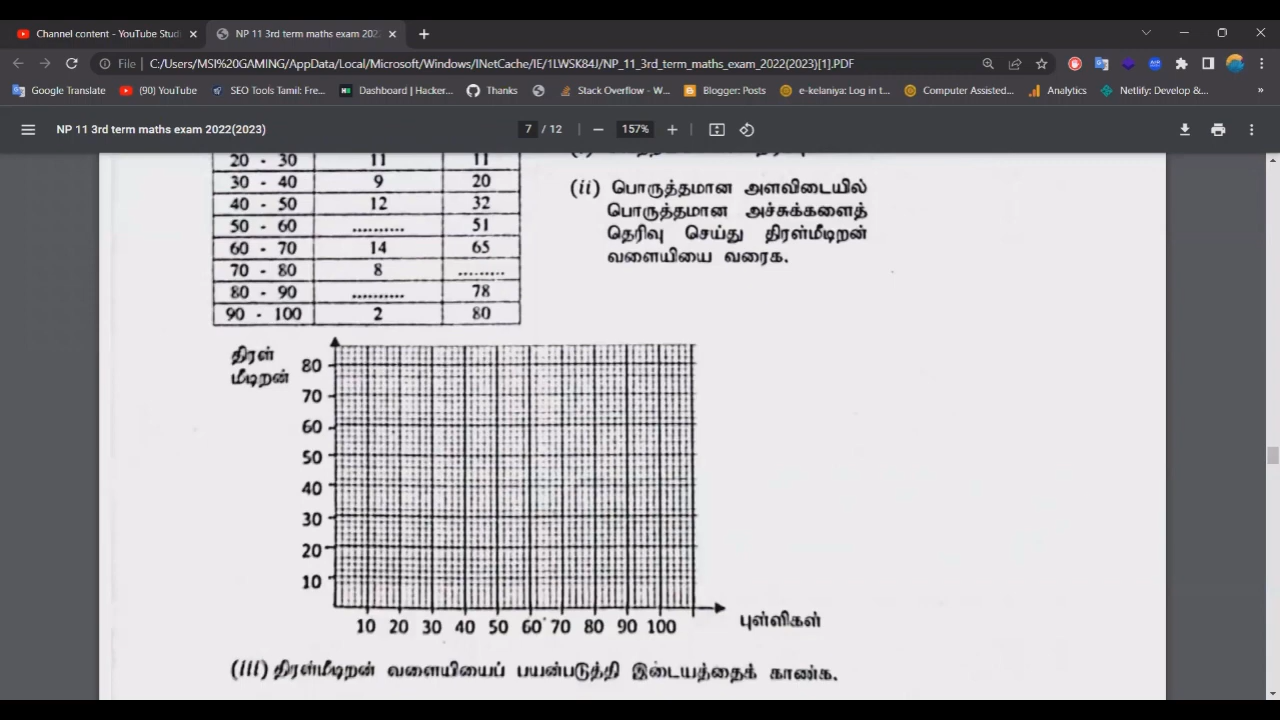 Channel content - YouTube Stud
NP 11 3rd term maths exam 202
File
C:/Users/MSI%20GAMING/AppData/Local/Microsoft/Windows/INetCache/IE/1LWSK84J/NP_11_3rd_term_maths_exam_2022(2023)[1].PDF
Google Translate
(90) YouTube
SEO Tools Tamil: Fre...
Dashboard | Hacker...
Thanks
Stack Overflow - W...
Blogger: Posts
e-kelaniya: Log in t...
Computer Assisted...
Analytics
Netlify: Develop &...
»
NP 11 3rd term maths exam 2022(2023)
7 / 12
157%
20 - 30 11 11
30 - 40 9 20
40 - 50 12 32
50 - 60 .......... 51
60 - 70 14 65
70 - 80 8 .........
80 - 90 .......... 78
90 - 100 2 80
(ii) பொருத்தமான அளவிடையில்
பொருத்தமான அச்சுக்களைத்
தெரிவு செய்து திரள்மீடிறன்
வளையியை வரைக.
திரள்
மீடிறன்
80
70
60
50
40
30
20
10
10 20 30 40 50 60 70 80 90 100
புள்ளிகள்
(iii) திரள்மீடிறன் வளையியைப் பயன்படுத்தி இடையத்தைக் காண்க.